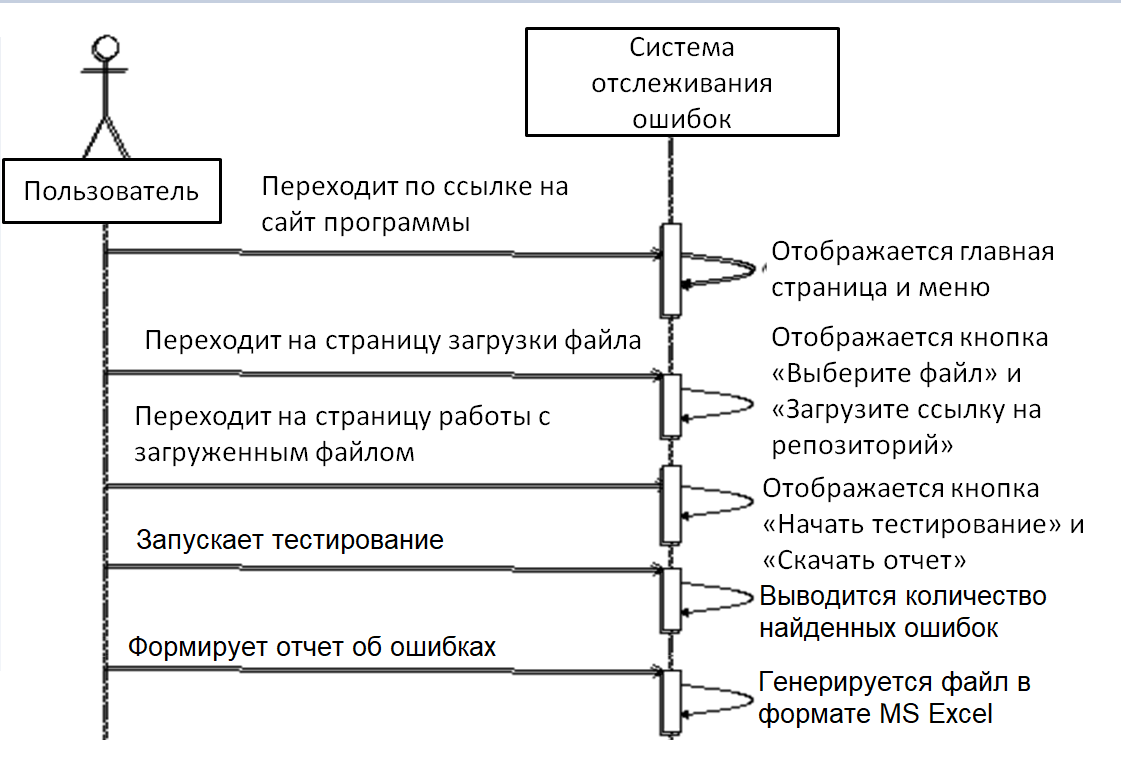 Система
отслеживания
ошибок
Пользователь
Переходит по ссылке на
сайт программы
Отображается главная
страница и меню
Переходит на страницу загрузки файла
Отображается кнопка
«Выберите файл» и
«Загрузите ссылку на
репозиторий»
Переходит на страницу работы с
загруженным файлом
Отображается кнопка
«Начать тестирование» и
«Скачать отчет»
Запускает тестирование
Выводится количество
найденных ошибок
Формирует отчет об ошибках
Генерируется файл в
формате MS Excel